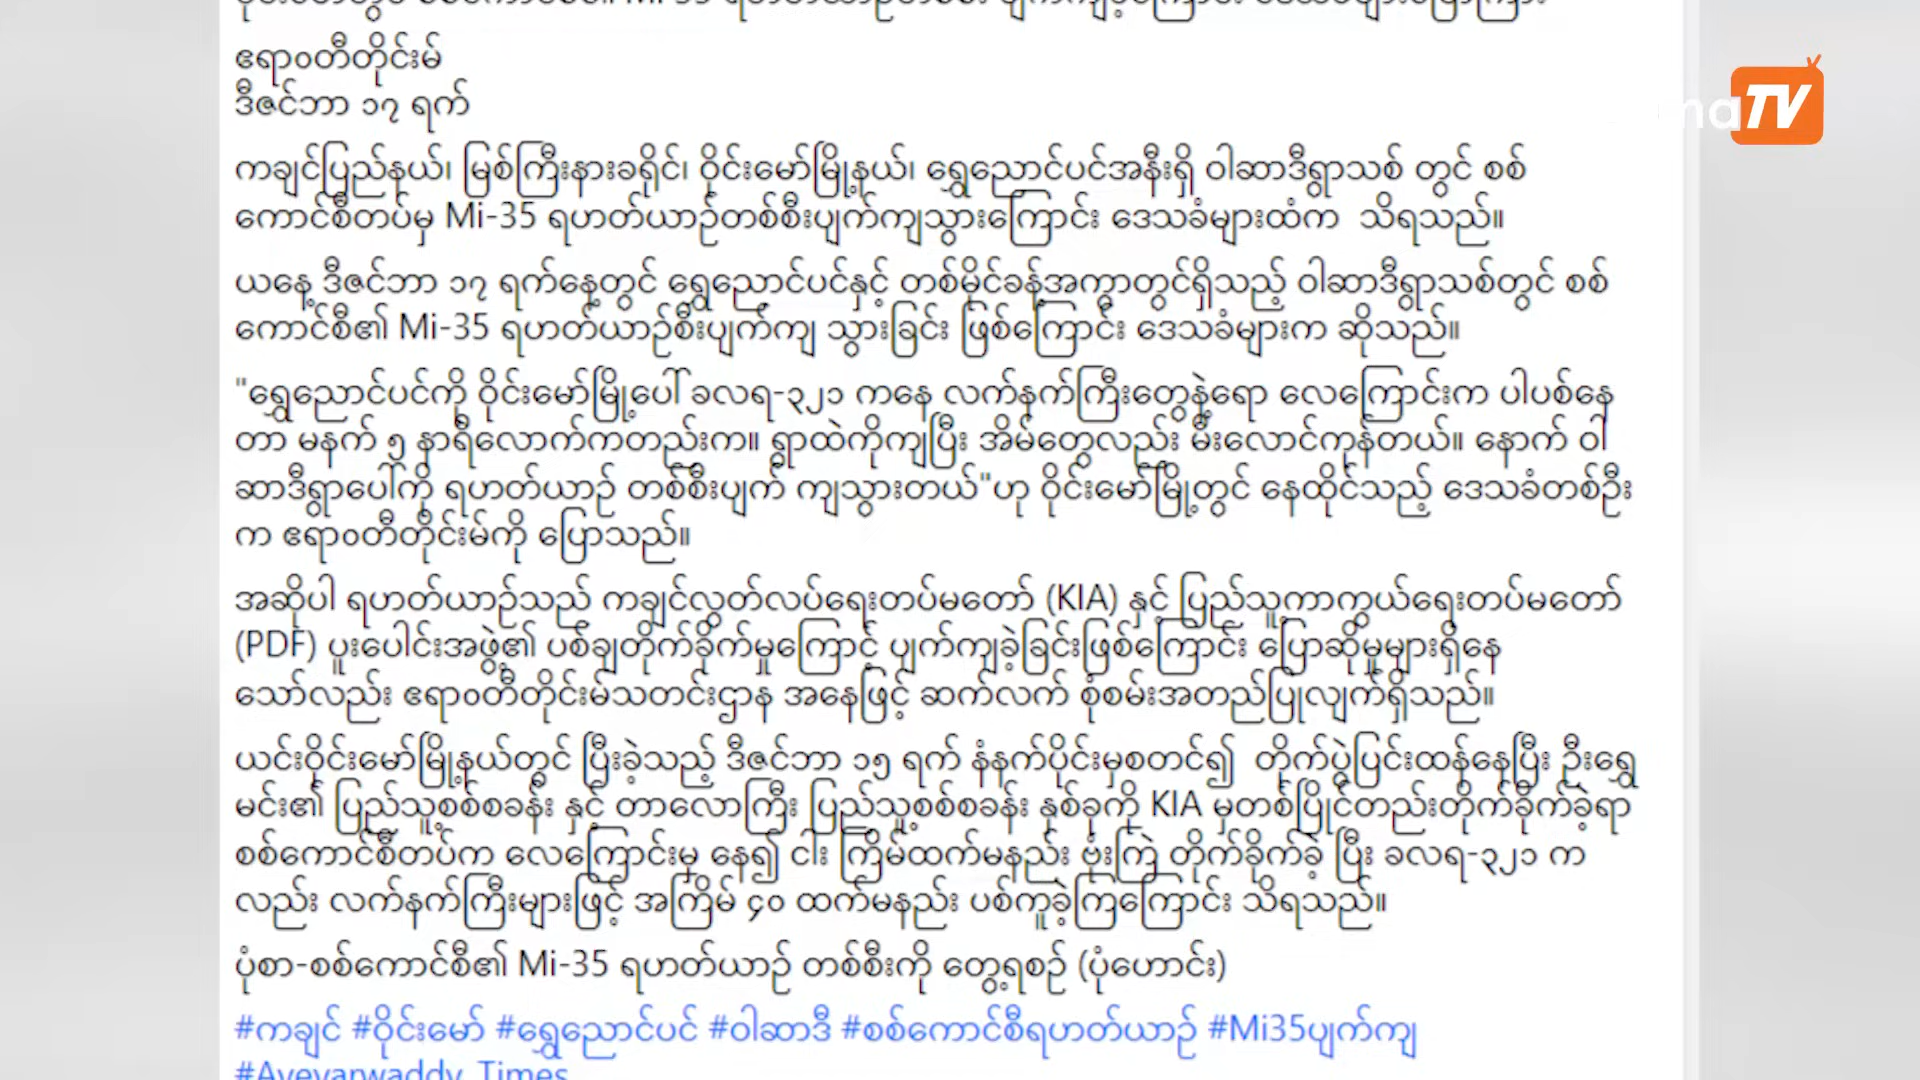 ဧရာဝတီတိုင်းမ်
ဒီဇင်ဘာ ၁၇ ရက်
ကချင်ပြည်နယ်၊ မြစ်ကြီးနားခရိုင်၊ ဝိုင်းမော်မြို့နယ်၊ ရွှေညောင်ပင်အနီးရှိ ဝါဆာဒီရွာသစ် တွင် စစ်
ကောင်စီတပ်မှ Mi-35 ရဟတ်ယာဉ်တစ်စီးပျက်ကျသွားကြောင်း ဒေသခံများထံက သိရသည်။
ယနေ့ ဒီဇင်ဘာ ၁၇ ရက်နေ့တွင် ရွှေညောင်ပင်နှင့် တစ်မိုင်ခန့်အကွာတွင်ရှိသည့် ဝါဆာဒီရွာသစ်တွင် စစ်
ကောင်စီ၏ Mi-35 ရဟတ်ယာဉ်စီးပျက်ကျ သွားခြင်း ဖြစ်ကြောင်း ဒေသခံများက ဆိုသည်။
"ရွှေညောင်ပင်ကို ဝိုင်းမော်မြို့ပေါ် ခလရ-၃၂၁ ကနေ လက်နက်ကြီးတွေနဲ့ရော လေကြောင်းက ပါပစ်နေ
တာ မနက် ၅ နာရီလောက်ကတည်းက။ ရွာထဲကိုကျပြီး အိမ်တွေလည်း မီးလောင်ကုန်တယ်။ နောက် ဝါ
ဆာဒီရွာပေါ်ကို ရဟတ်ယာဉ် တစ်စီးပျက် ကျသွားတယ်"ဟု ဝိုင်းမော်မြို့တွင် နေထိုင်သည့် ဒေသခံတစ်ဦး
က ဧရာဝတီတိုင်းမ်ကို ပြောသည်။
အဆိုပါ ရဟတ်ယာဉ်သည် ကချင်လွတ်လပ်ရေးတပ်မတော် (KIA) နှင့် ပြည်သူ့ကာကွယ်ရေးတပ်မတော်
(PDF) ပူးပေါင်းအဖွဲ့၏ ပစ်ချတိုက်ခိုက်မှုကြောင့် ပျက်ကျခဲ့ခြင်းဖြစ်ကြောင်း ပြောဆိုမှုများရှိနေ
သော်လည်း ဧရာဝတီတိုင်းမ်သတင်းဌာန အနေဖြင့် ဆက်လက် စုံစမ်းအတည်ပြုလျက်ရှိသည်။
ယင်းဝိုင်းမော်မြို့နယ်တွင် ပြီးခဲ့သည့် ဒီဇင်ဘာ ၁၅ ရက် နံနက်ပိုင်းမှစတင်၍ တိုက်ပွဲပြင်းထန်နေပြီး ဦးရွှေ
မင်း၏ ပြည်သူ့စစ်စခန်း နှင့် တာလောကြီး ပြည်သူ့စစ်စခန်း နှစ်ခုကို KIA မှတစ်ပြိုင်တည်းတိုက်ခိုက်ခဲ့ရာ
စစ်ကောင်စီတပ်က လေကြောင်းမှ နေ၍ ငါး ကြိမ်ထက်မနည်း ဗုံးကြဲ တိုက်ခိုက်ခဲ့ ပြီး ခလရ-၃၂၁ က
လည်း လက်နက်ကြီးများဖြင့် အကြိမ် ၄၀ ထက်မနည်း ပစ်ကူခဲ့ကြကြောင်း သိရသည်။
ပုံစာ-စစ်ကောင်စီ၏ Mi-35 ရဟတ်ယာဉ် တစ်စီးကို တွေ့ရစဉ် (ပုံဟောင်း)
#ကချင် #ဝိုင်းမော် #ရွှေညောင်ပင် #ဝါဆာဒီ #စစ်ကောင်စီရဟတ်ယာဉ် #Mi35ပျက်ကျ
#Ayeyarwaddy_Times
maTV